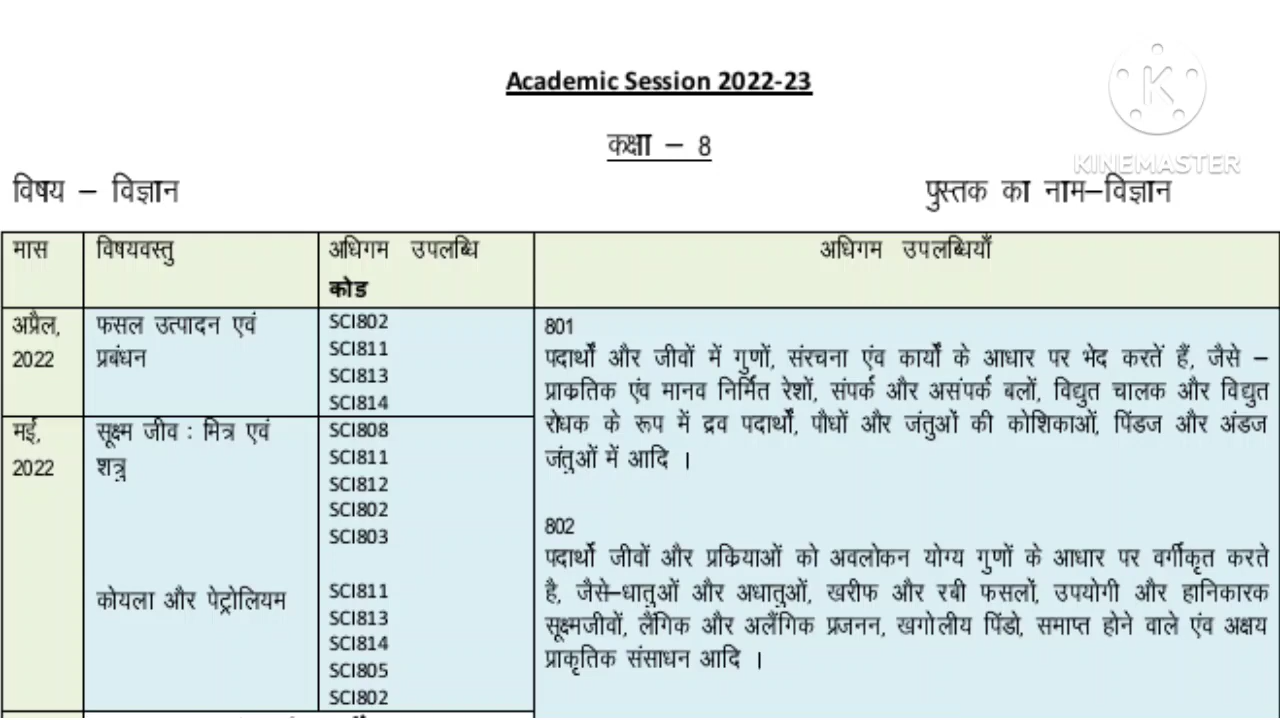 Academic Session 2022-23
कक्षा – 8
विषय – विज्ञान
पुस्तक का नाम–विज्ञान
KINEMASTER
मास
विषयवस्तु
अधिगम उपलब्धि
कोड
अधिगम उपलब्धियाँ
अप्रैल,
2022
फसल उत्पादन एवं
प्रबंधन
SCI802
SCI811
SCI813
SCI814
मई,
2022
सूक्ष्म जीव : मित्र एवं
शत्रु
SCI808
SCI811
SCI812
SCI802
SCI803
कोयला और पेट्रोलियम
SCI811
SCI813
SCI814
SCI805
SCI802
801
पदार्थों और जीवों में गुणों, संरचना एंव कार्यों के आधार पर भेद करतें हैं, जैसे –
प्राकृतिक एंव मानव निर्मित रेशों, संपर्क और असंपर्क बलों, विद्युत चालक और विद्युत
रोधक के रूप में द्रव पदार्थों, पौधों और जंतुओं की कोशिकाओं, पिंडज और अंडज
जंतुओं में आदि ।
802
पदार्थो जीवों और प्रक्रियाओं को अवलोकन योग्य गुणों के आधार पर वर्गीकृत करते
है, जैसे–धातुओं और अधातुओं, खरीफ और रबी फसलों, उपयोगी और हानिकारक
सूक्ष्मजीवों, लैंगिक और अलैंगिक प्रजनन, खगोलीय पिंडो, समाप्त होने वाले एंव अक्षय
प्राकृतिक संसाधन आदि ।